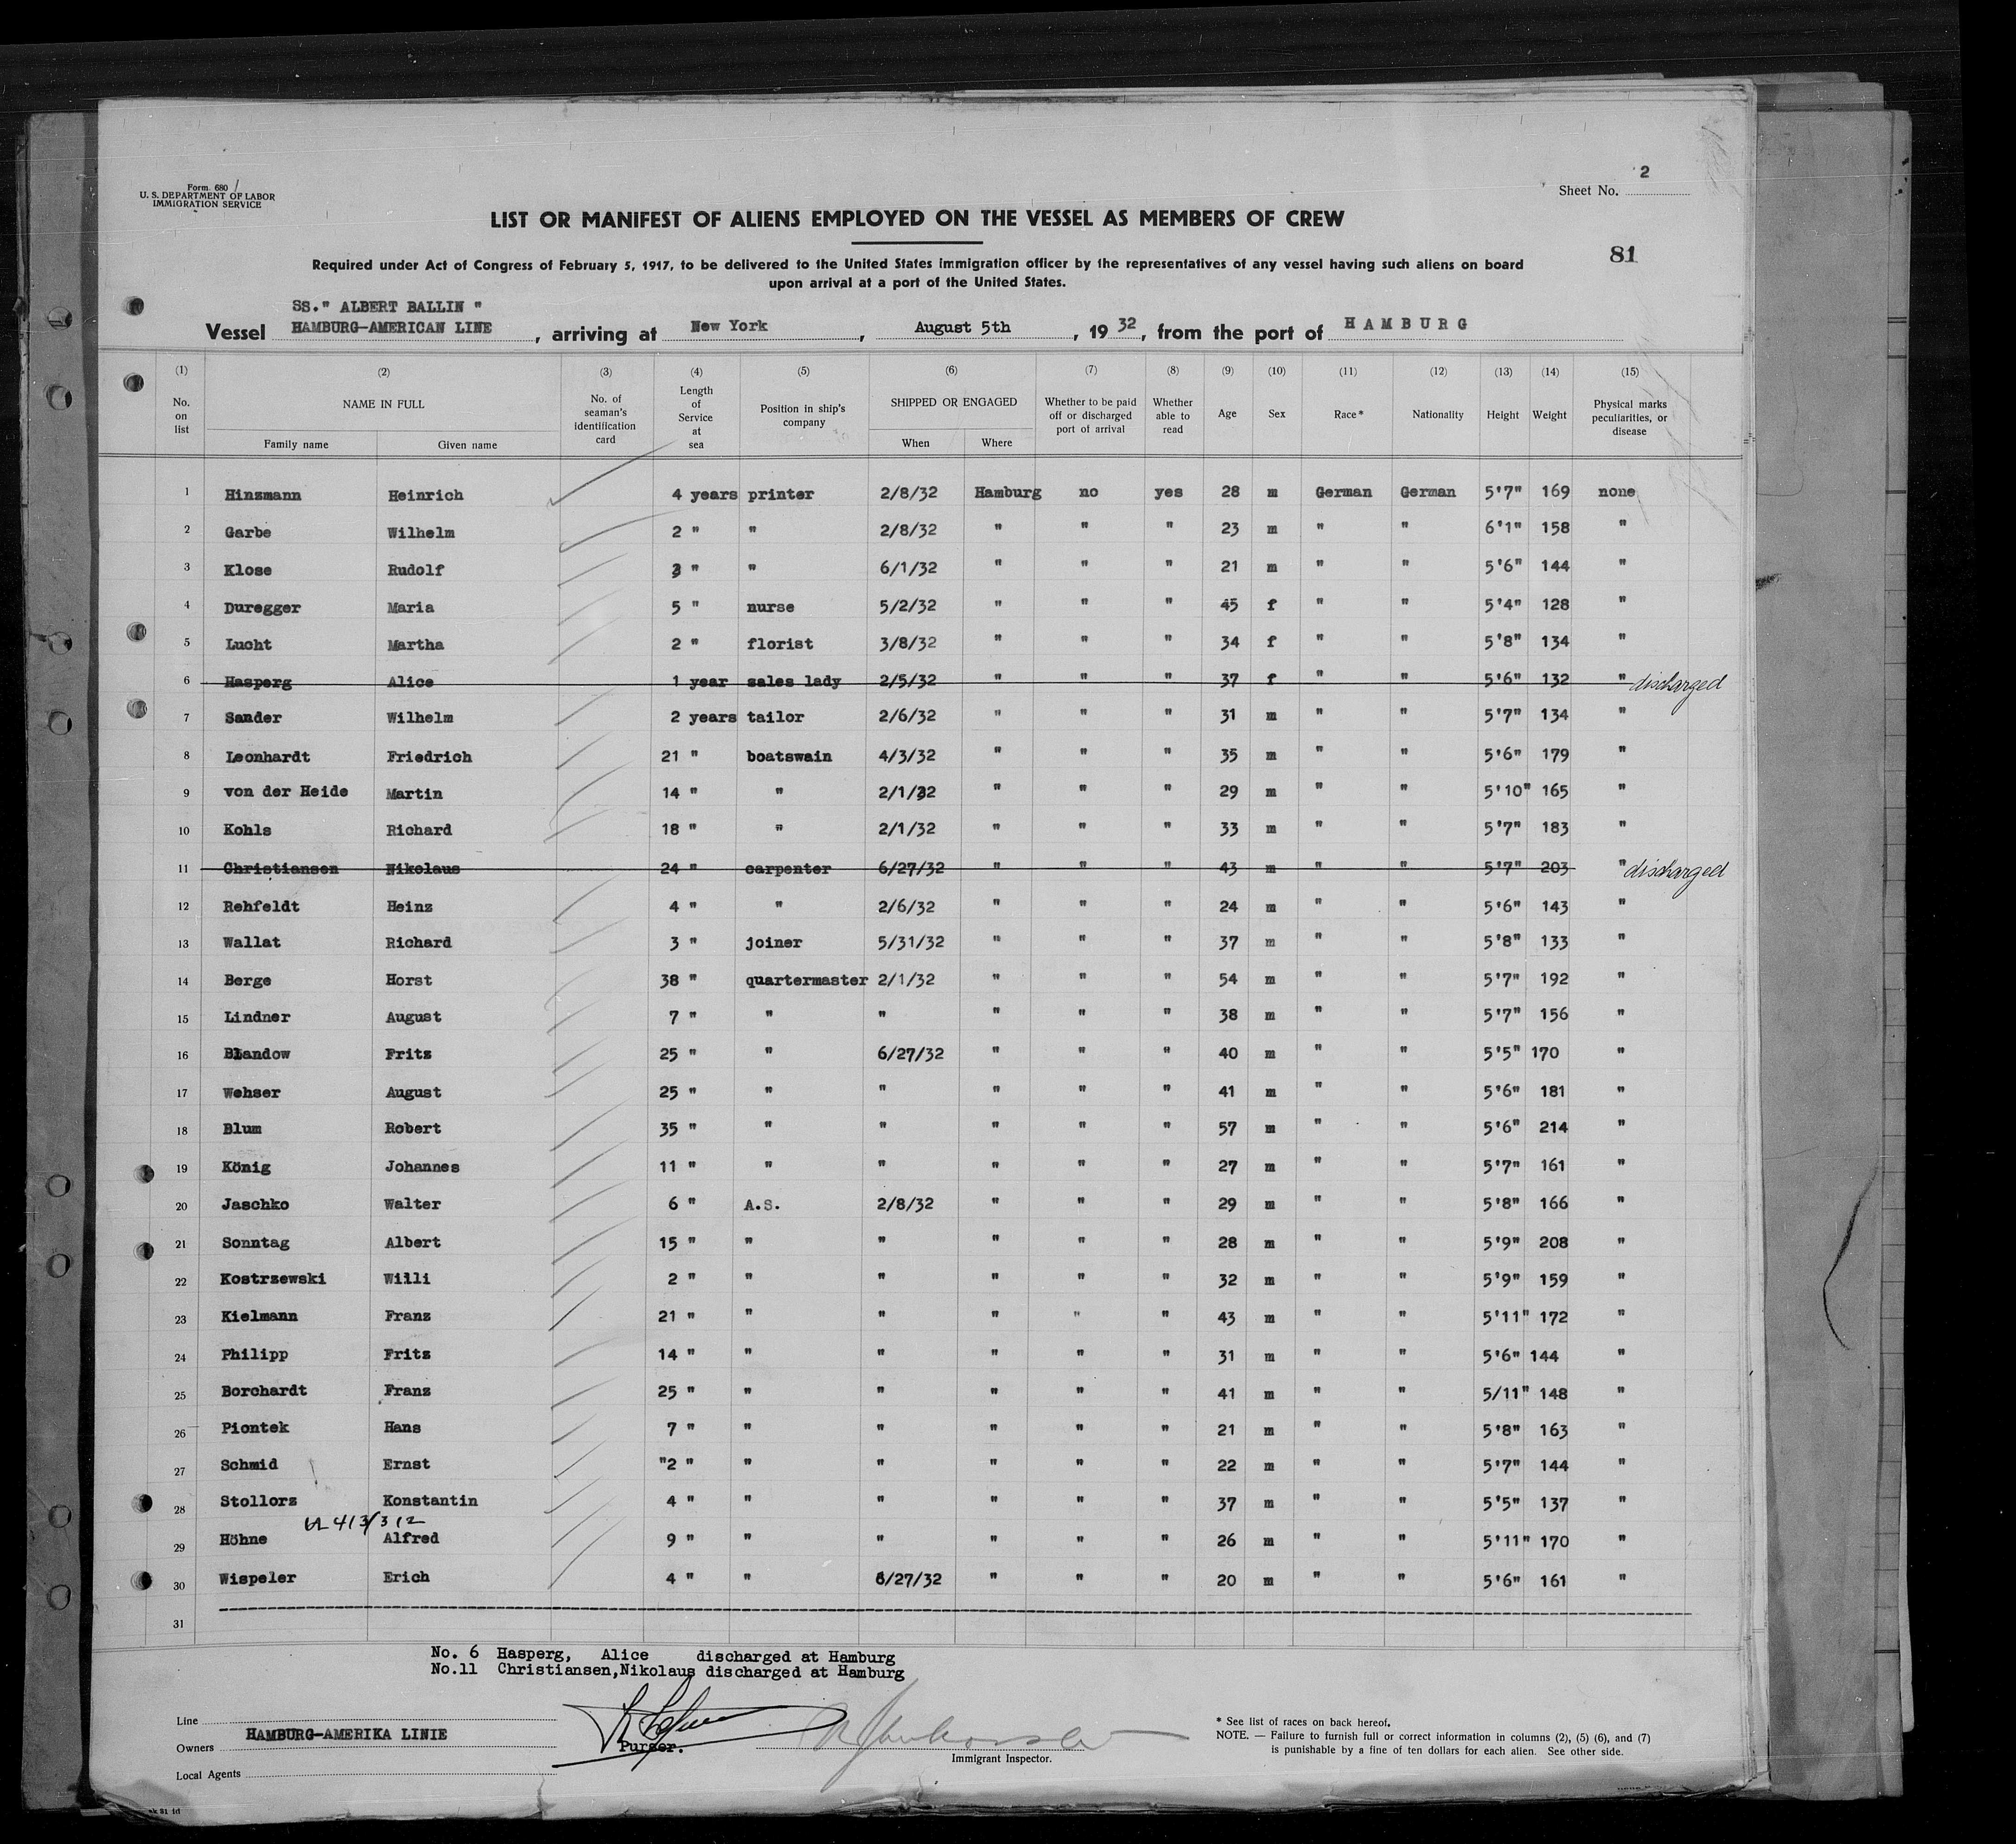 Form 680
U. S. DEPARTMENT OF LABOR
IMMIGRATION SERVICE
Sheet No. 2
LIST OR MANIFEST OF ALIENS EMPLOYED ON THE VESSEL AS MEMBERS OF CREW
81
Required under Act of Congress of February 5, 1917, to be delivered to the United States immigration officer by the representatives of any vessel having such aliens on board
upon arrival at a port of the United States.
SS." ALBERT BALLIN "
Vessel HAMBURG-AMERICAN LINE, arriving at New York, August 5th, 1932, from the port of HAMBURG
(1) (2) (3) (4) (5) (6) (7) (8) (9) (10) (11) (12) (13) (14) (15)
No. on list NAME IN FULL Family name Given name No. of seaman's identification card Length of Service at sea Position in ship's company SHIPPED OR ENGAGED When Where Whether to be paid off or discharged port of arrival Whether able to read Age Sex Race* Nationality Height Weight Physical marks peculiarities, or disease
1 Hinzmann Heinrich 4 years printer 2/8/32 Hamburg no yes 28 m German German 5'7" 169 none
2 Garbe Wilhelm 2 " " 2/8/32 " " " 23 m " " 6'1" 158 "
3 Klose Rudolf 3 " " 6/1/32 " " " 21 m " " 5'6" 144 "
4 Duregger Maria 5 " nurse 5/2/32 " " " 45 f " " 5'4" 128 "
5 Lucht Martha 2 " florist 3/8/32 " " " 34 f " " 5'8" 134 "
6 Hasperg Alice 1 year sales lady 2/5/32 " " " 37 f " " 5'6" 132 " discharged
7 Sander Wilhelm 2 years tailor 2/6/32 " " " 31 m " " 5'7" 134 "
8 Leonhardt Friedrich 21 " boatswain 4/3/32 " " " 35 m " " 5'6" 179 "
9 von der Heide Martin 14 " " 2/1/32 " " " 29 m " " 5'10" 165 "
10 Kohls Richard 18 " " 2/1/32 " " " 33 m " " 5'7" 183 "
11 Christiansen Nikolaus 24 " carpenter 6/27/32 " " " 43 m " " 5'7" 203 " discharged
12 Rehfeldt Heinz 4 " " 2/6/32 " " " 24 m " " 5'6" 143 "
13 Wallat Richard 3 " joiner 5/31/32 " " " 37 m " " 5'8" 133 "
14 Berge Horst 38 " quartermaster 2/1/32 " " " 54 m " " 5'7" 192 "
15 Lindner August 7 " " " " " " 38 m " " 5'7" 156 "
16 Blandow Fritz 25 " " 6/27/32 " " " 40 m " " 5'5" 170 "
17 Wehser August 25 " " " " " " 41 m " " 5'6" 181 "
18 Blum Robert 35 " " " " " " 57 m " " 5'6" 214 "
19 König Johannes 11 " " " " " " 27 m " " 5'7" 161 "
20 Jaschko Walter 6 " A.S. 2/8/32 " " " 29 m " " 5'8" 166 "
21 Sonntag Albert 15 " " " " " " 28 m " " 5'9" 208 "
22 Kostrzewski Willi 2 " " " " " " 32 m " " 5'9" 159 "
23 Kielmann Franz 21 " " " " " " 43 m " " 5'11" 172 "
24 Philipp Fritz 14 " " " " " " 31 m " " 5'6" 144 "
25 Borchardt Franz 25 " " " " " " 41 m " " 5/11" 148 "
26 Piontek Hans 7 " " " " " " 21 m " " 5'8" 163 "
27 Schmid Ernst "2 " " " " " " 22 m " " 5'7" 144 "
28 Stollorz Konstantin 4 " " " " " " 37 m " " 5'5" 137 "
413/312
29 Höhne Alfred 9 " " " " " " 26 m " " 5'11" 170 "
30 Wispeler Erich 4 " " 6/27/32 " " " 20 m " " 5'6" 161 "
31
No. 6 Hasperg, Alice discharged at Hamburg
No.11 Christiansen,Nikolaus discharged at Hamburg
Line
Owners HAMBURG-AMERIKA LINIE
Local Agents
Purser.
Immigrant Inspector.
* See list of races on back hereof.
NOTE. — Failure to furnish full or correct information in columns (2), (5) (6), and (7)
is punishable by a fine of ten dollars for each alien. See other side.